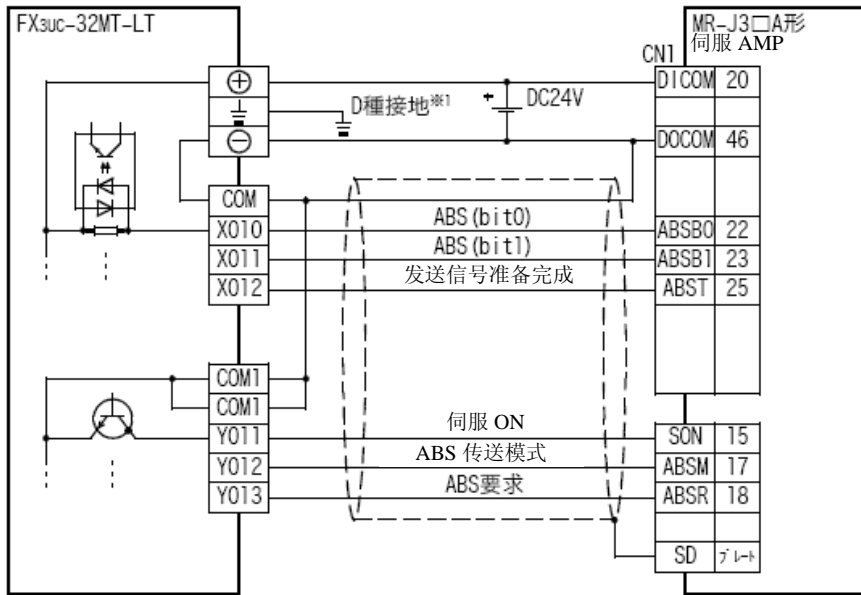 FX3UC-32MT-LT
MR-J3□A形
伺服 AMP
CN1
⊕
DICOM 20
D種接地※1
+
DC24V
⊖
DOCOM 46
COM
X010
ABS(bit0)
ABSB0 22
X011
ABS(bit1)
ABSB1 23
X012
发送信号准备完成
ABST 25
COM1
COM1
Y011
伺服 ON
SON 15
Y012
ABS 传送模式
ABSM 17
Y013
ABS要求
ABSR 18
SD プレート